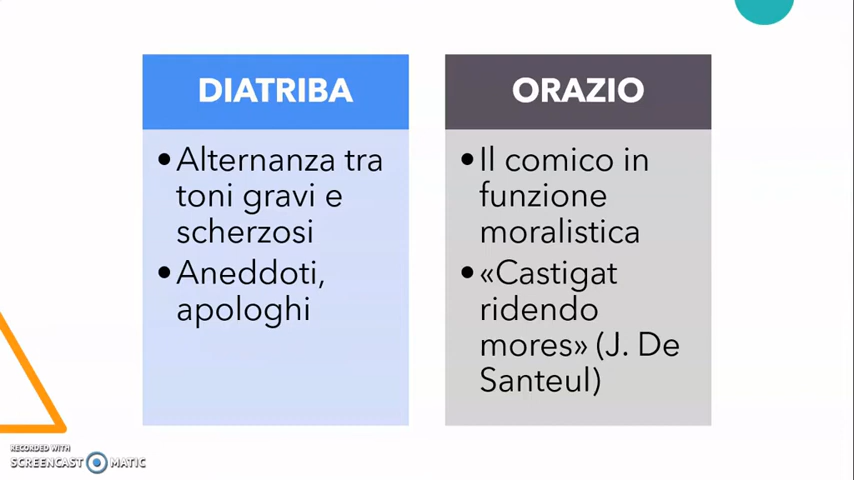 DIATRIBA
•Alternanza tra
toni gravi e
scherzosi
•Aneddoti,
apologhi
ORAZIO
•Il comico in
funzione
moralistica
•«Castigat
ridendo
mores» (J. De
Santeul)
RECORDED WITH
SCREENCAST MATIC